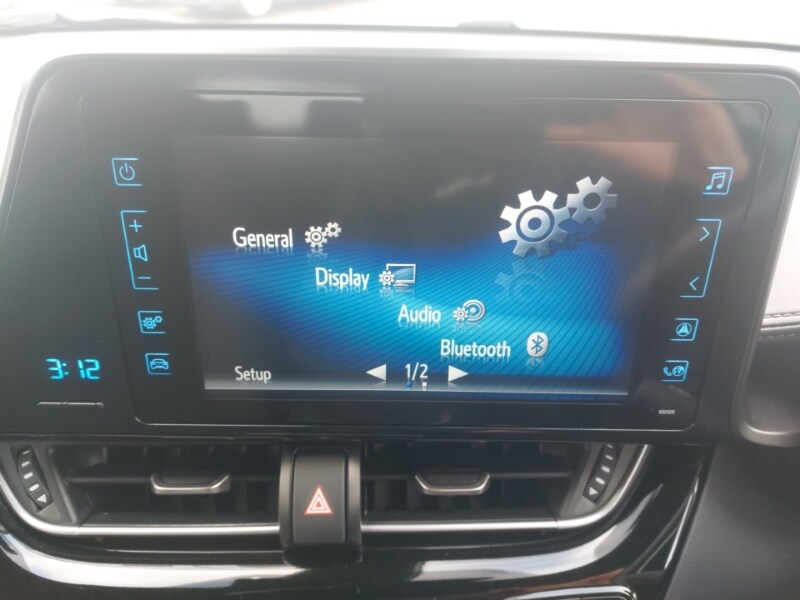 General
Display
Audio
Bluetooth
Setup
1/2
+
-
3:12